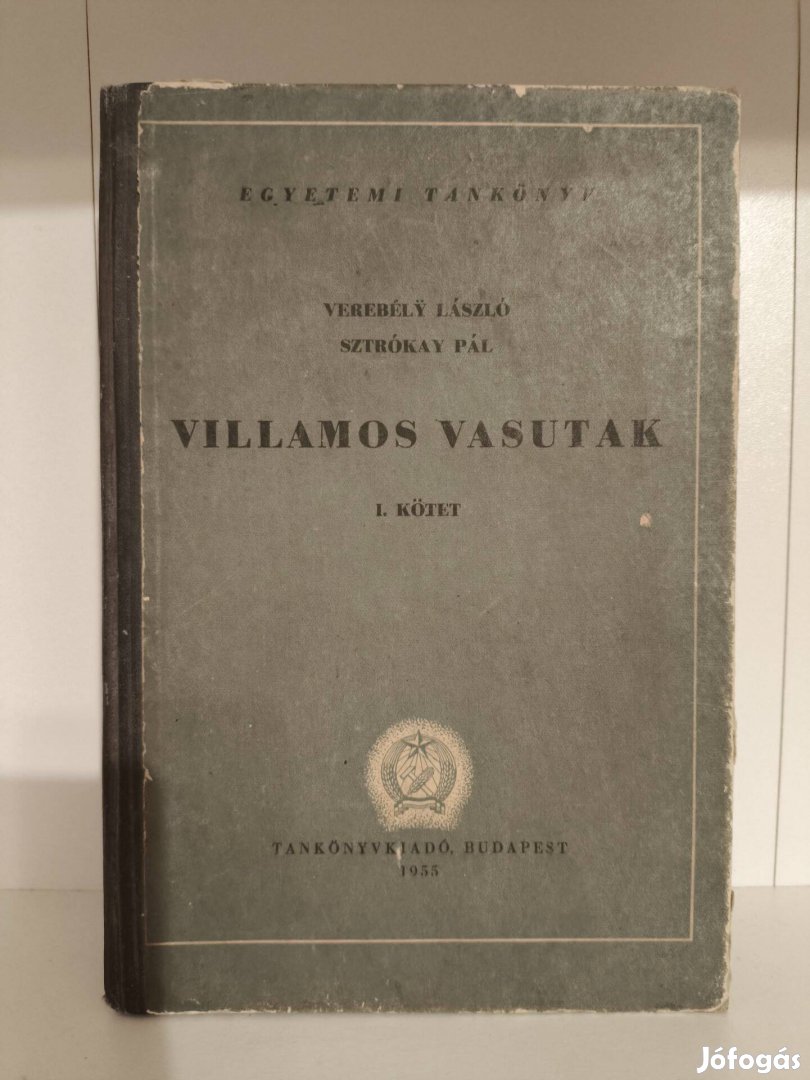 EGYETEMI TANKÖNYV
VEREBÉLŸ LÁSZLÓ
SZTRÓKAY PÁL
VILLAMOS VASUTAK
I. KÖTET
TANKÖNYVKIADÓ, BUDAPEST
1955
Jófogás